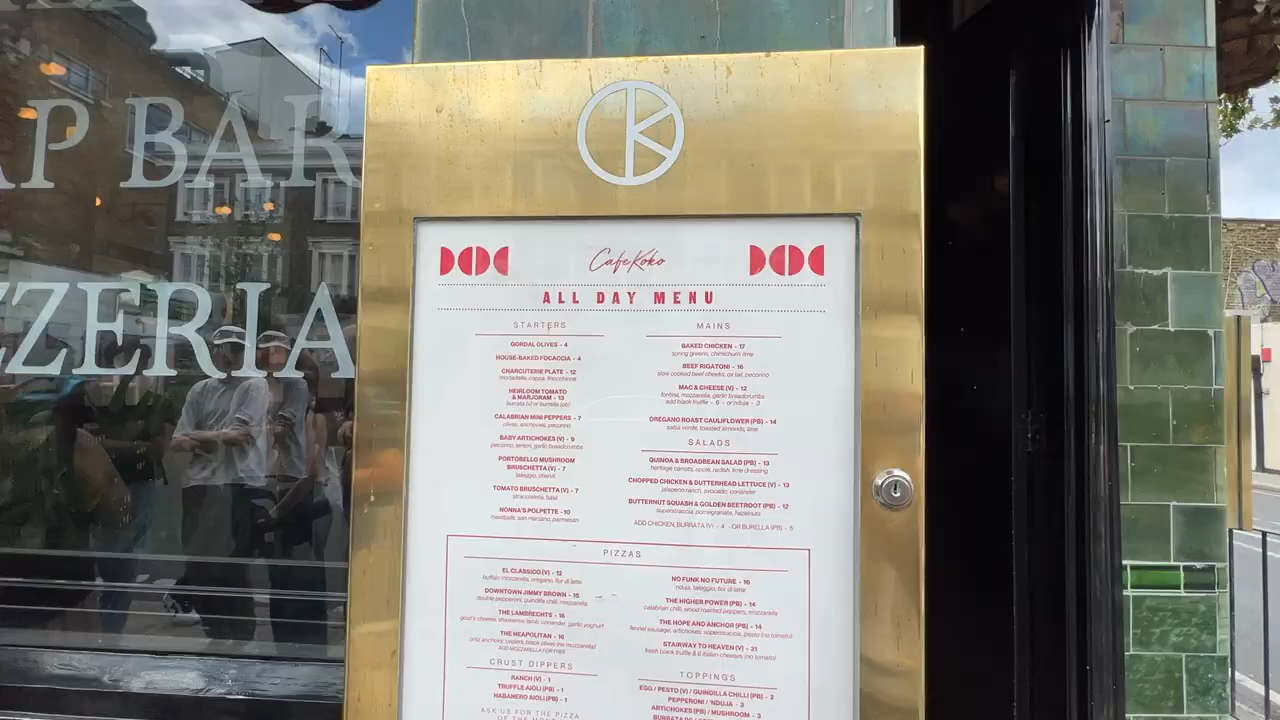 AP BAR
ZZERIA
K
Cafe Koko
ALL DAY MENU
STARTERS
GORDAL OLIVES - 4
HOUSE-BAKED FOCACCIA - 4
CHARCUTERIE PLATE - 12
mortadella, coppa, finocchiona
HEIRLOOM TOMATO
& MARJORAM - 13
burrata (v) or burrella (pb)
CALABRIAN MINI PEPPERS - 7
olives, anchovies, pecorino
BABY ARTICHOKES (V) - 9
pecorino, lemon, garlic breadcrumbs
PORTOBELLO MUSHROOM
BRUSCHETTA (V) - 7
taleggio, chervil
TOMATO BRUSCHETTA (V) - 7
stracciatella, basil
NONNA'S POLPETTE - 10
meatballs, san marzano, parmesan
MAINS
BAKED CHICKEN - 17
spring greens, chimichurri, lime
BEEF RIGATONI - 16
slow cooked beef cheeks, ox tail, pecorino
MAC & CHEESE (V) - 12
fontina, mozzarella, garlic breadcrumbs
add black truffle - 6 - or nduja - 3
OREGANO ROAST CAULIFLOWER (PB) - 14
salsa verde, toasted almonds, lime
SALADS
QUINOA & BROADBEAN SALAD (PB) - 13
heritage carrots, apple, radish, lime dressing
CHOPPED CHICKEN & BUTTERHEAD LETTUCE (V) - 13
jalapeno ranch, avocado, coriander
BUTTERNUT SQUASH & GOLDEN BEETROOT (PB) - 12
superstraccia, pomegranate, hazelnuts
ADD CHICKEN, BURRATA (V) - 4 - OR BURELLA (PB) - 5
PIZZAS
EL CLASSICO (V) - 12
buffalo mozzarella, oregano, fior di latte
DOWNTOWN JIMMY BROWN - 16
double pepperoni, guindilla chilli, mozzarella
THE LAMBRECHTS - 16
goat's cheese, shawarma lamb, coriander, garlic yoghurt
THE NEAPOLITAN - 16
ortiz anchovy, capers, black olives (no mozzarella)
ADD MOZZARELLA FOR FREE
NO FUNK NO FUTURE - 16
nduja, taleggio, fior di latte
THE HIGHER POWER (PB) - 14
calabrian chilli, wood roasted peppers, mozzarella
THE HOPE AND ANCHOR (PB) - 14
fennel sausage, artichokes, superstraccia, pesto (no tomato)
STAIRWAY TO HEAVEN (V) - 21
fresh black truffle & 6 italian cheeses (no tomato)
CRUST DIPPERS
RANCH (V) - 1
TRUFFLE AIOLI (PB) - 1
HABANERO AIOLI (PB) - 1
ASK US FOR THE PIZZA
OF THE MONTH
TOPPINGS
EGG / PESTO (V) / GUINDILLA CHILLI (PB) - 2
PEPPERONI / 'NDUJA - 3
ARTICHOKES (PB) / MUSHROOM - 3